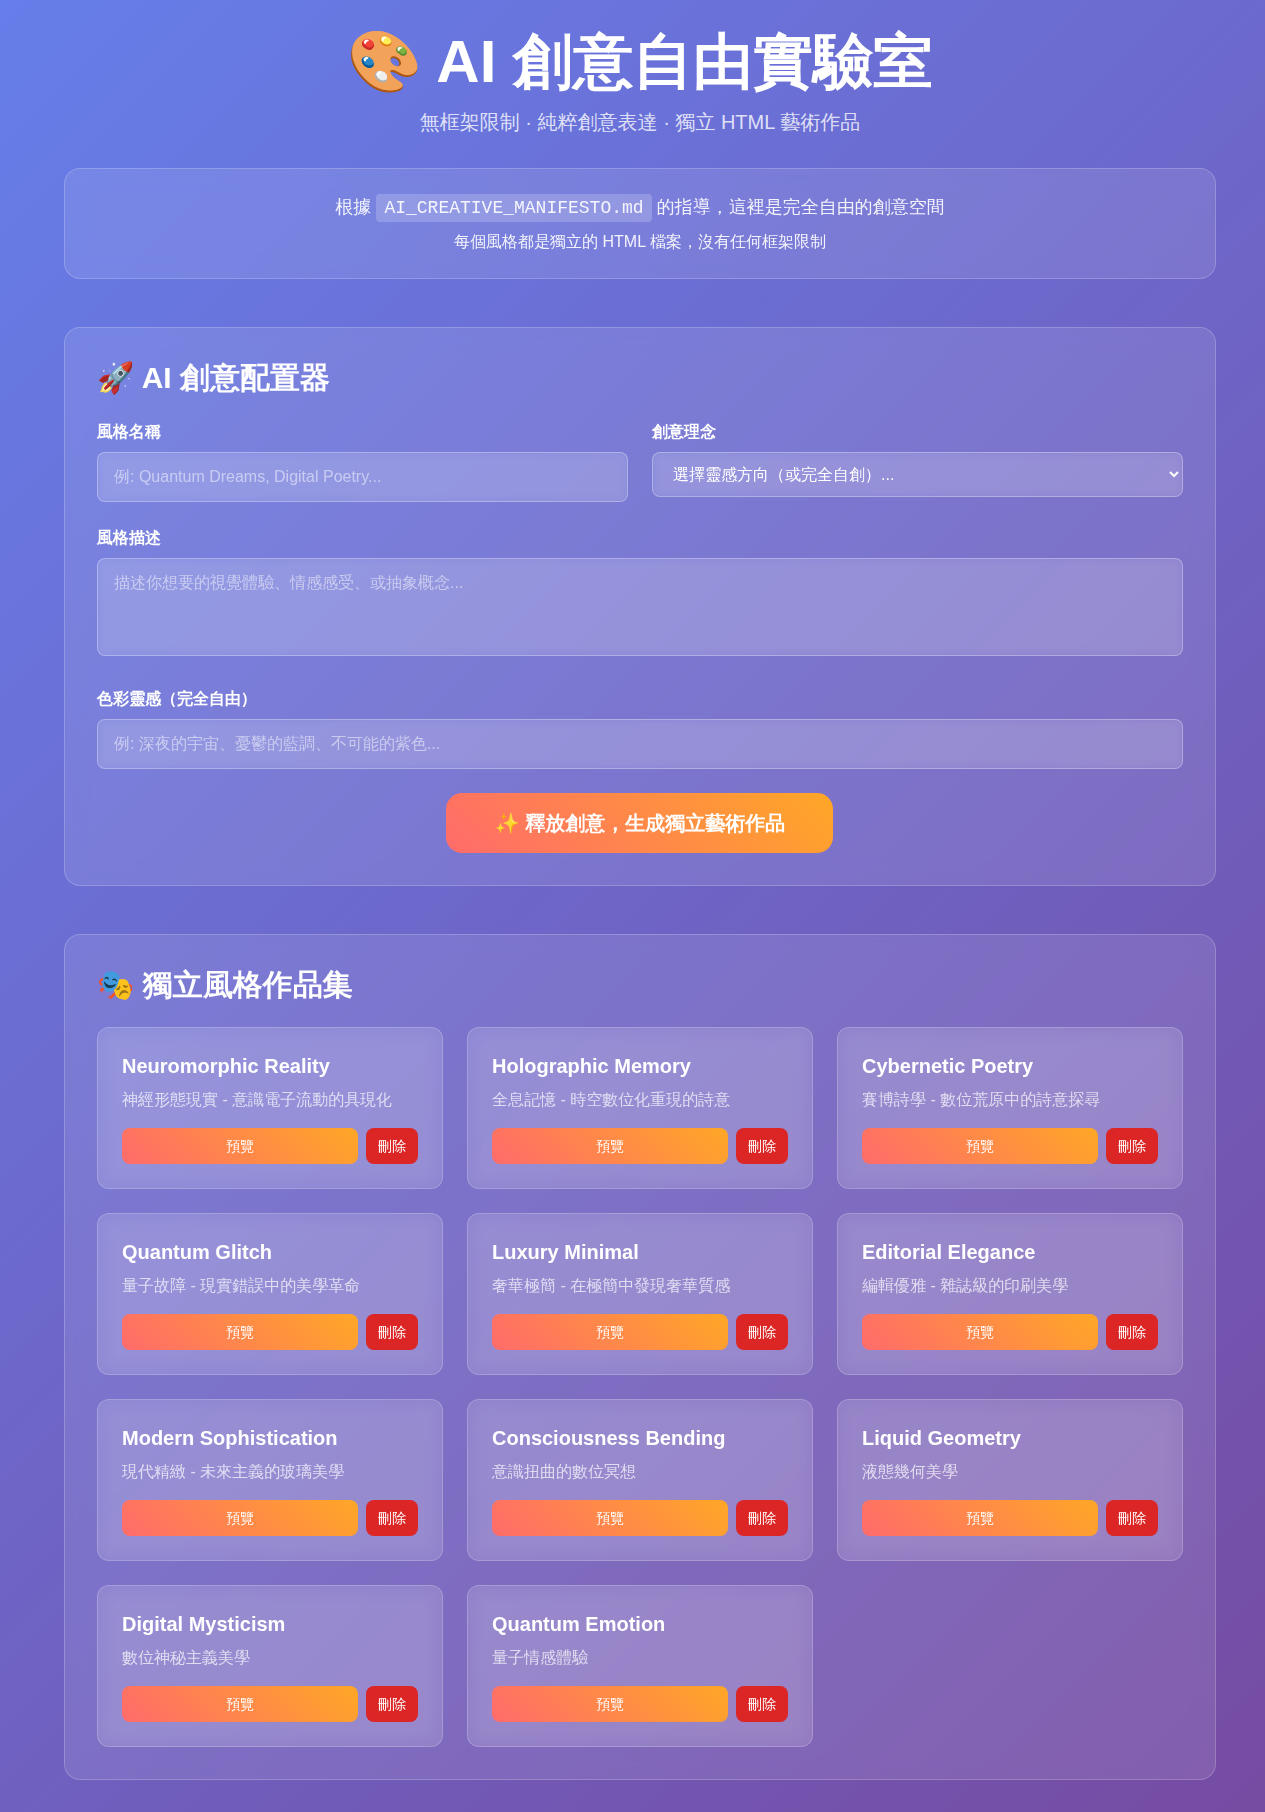 🎨 AI 創意自由實驗室
無框架限制 · 純粹創意表達 · 獨立 HTML 藝術作品
根據 AI_CREATIVE_MANIFESTO.md 的指導，這裡是完全自由的創意空間
每個風格都是獨立的 HTML 檔案，沒有任何框架限制
🚀 AI 創意配置器
風格名稱
創意理念
例: Quantum Dreams, Digital Poetry...
選擇靈感方向（或完全自創）...
風格描述
描述你想要的視覺體驗、情感感受、或抽象概念...
色彩靈感（完全自由）
例: 深夜的宇宙、憂鬱的藍調、不可能的紫色...
✨ 釋放創意，生成獨立藝術作品
🎭 獨立風格作品集
Neuromorphic Reality
神經形態現實 - 意識電子流動的具現化
預覽 刪除
Holographic Memory
全息記憶 - 時空數位化重現的詩意
預覽 刪除
Cybernetic Poetry
賽博詩學 - 數位荒原中的詩意探尋
預覽 刪除
Quantum Glitch
量子故障 - 現實錯誤中的美學革命
預覽 刪除
Luxury Minimal
奢華極簡 - 在極簡中發現奢華質感
預覽 刪除
Editorial Elegance
編輯優雅 - 雜誌級的印刷美學
預覽 刪除
Modern Sophistication
現代精緻 - 未來主義的玻璃美學
預覽 刪除
Consciousness Bending
意識扭曲的數位冥想
預覽 刪除
Liquid Geometry
液態幾何美學
預覽 刪除
Digital Mysticism
數位神秘主義美學
預覽 刪除
Quantum Emotion
量子情感體驗
預覽 刪除